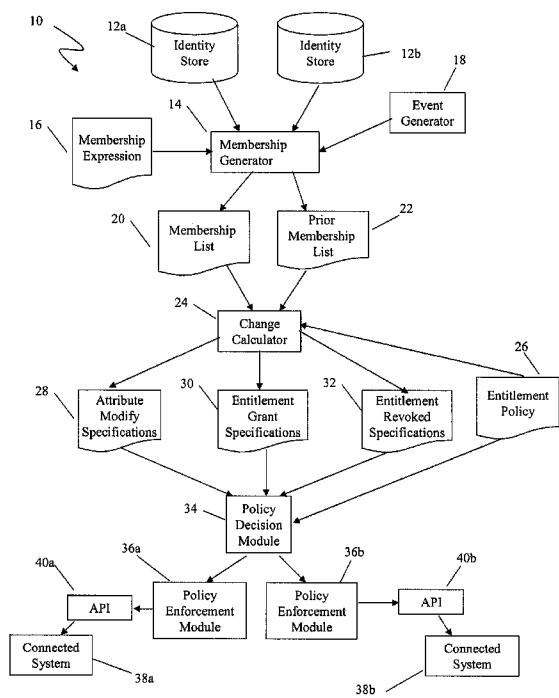 10
12a
Identity
Store
Identity
Store
12b
18
Event
Generator
14
16
Membership
Expression
Membership
Generator
20
22
Membership
List
Prior
Membership
List
24
Change
Calculator
26
28
30
32
Attribute
Modify
Specifications
Entitlement
Grant
Specifications
Entitlement
Revoked
Specifications
Entitlement
Policy
34
Policy
Decision
Module
36a
36b
40a
40b
API
Policy
Enforcement
Module
Policy
Enforcement
Module
API
Connected
System
38a
38b
Connected
System